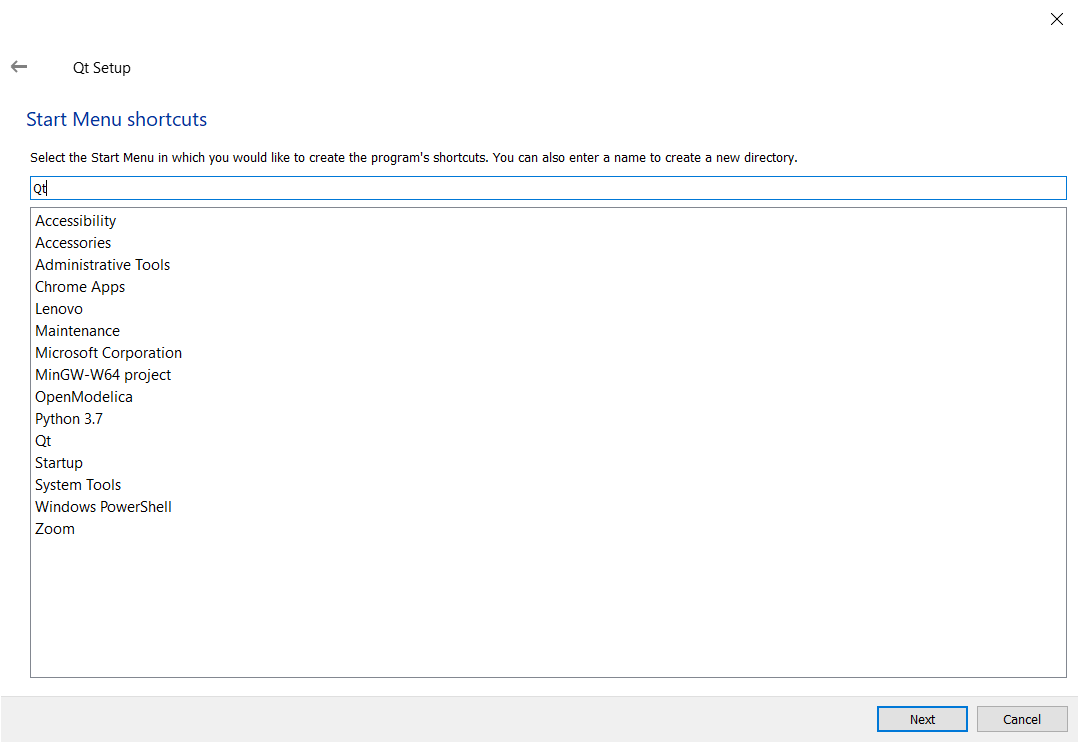 Qt Setup
Start Menu shortcuts
Select the Start Menu in which you would like to create the program's shortcuts. You can also enter a name to create a new directory.
Qt
Accessibility
Accessories
Administrative Tools
Chrome Apps
Lenovo
Maintenance
Microsoft Corporation
MinGW-W64 project
OpenModelica
Python 3.7
Qt
Startup
System Tools
Windows PowerShell
Zoom
Next Cancel